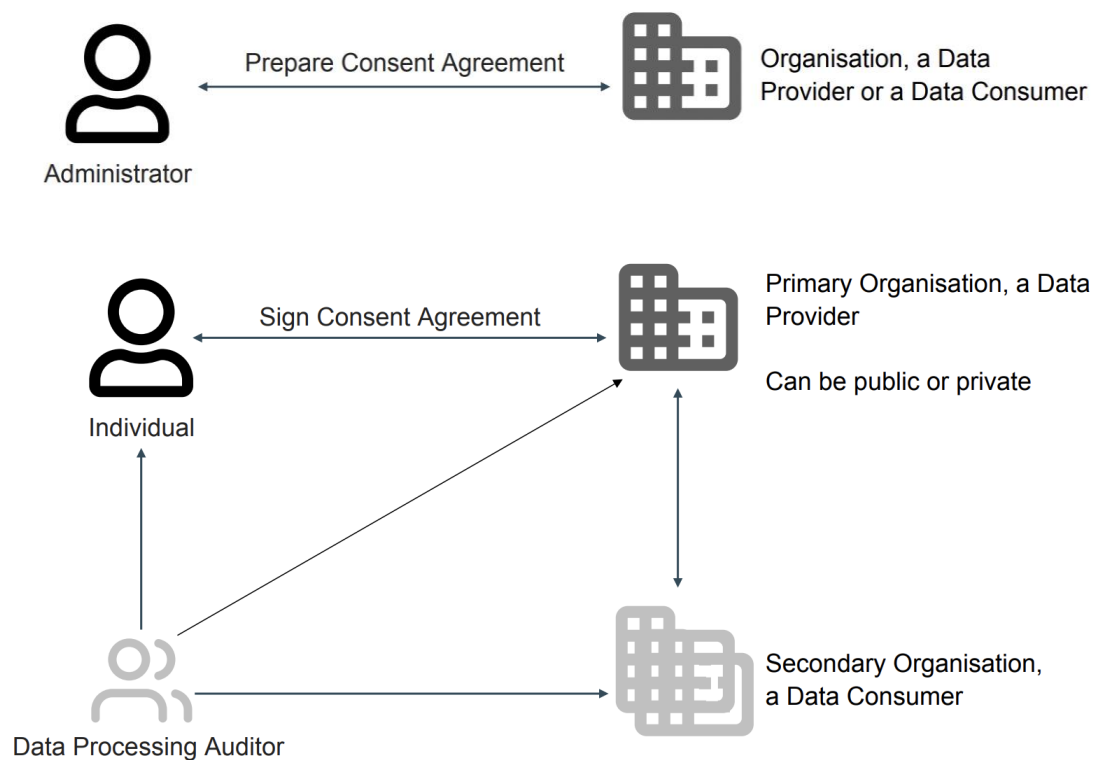 Prepare Consent Agreement
Organisation, a Data
Provider or a Data Consumer
Administrator
Sign Consent Agreement
Primary Organisation, a Data
Provider
Can be public or private
Individual
Secondary Organisation,
a Data Consumer
Data Processing Auditor